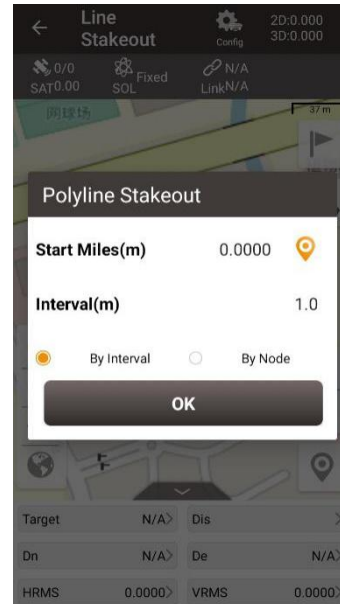 Line
Stakeout
Config
2D:0.000
3D:0.000
0/0
SAT0.00
Fixed
SOL
N/A
LinkN/A
网球场
37 m
Polyline Stakeout
Start Miles(m) 0.0000
Interval(m) 1.0
By Interval By Node
OK
Target N/A> Dis >
Dn N/A> De N/A>
HRMS 0.0000> VRMS 0.0000>